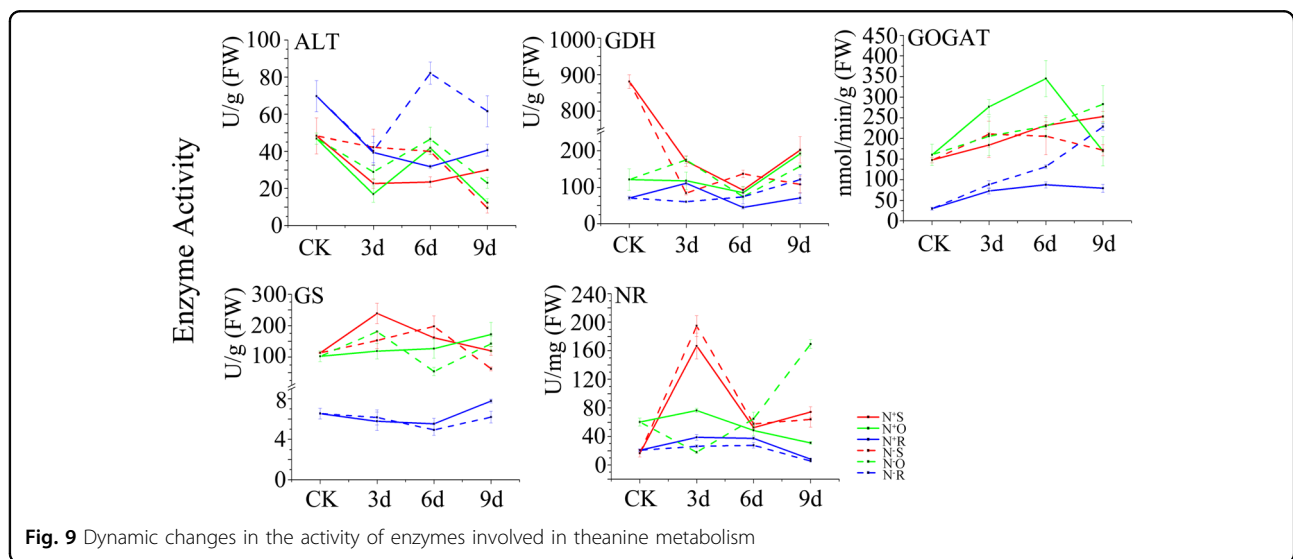 Enzyme Activity
ALT
U/g (FW)
100
80
60
40
20
0
CK 3d 6d 9d
GDH
U/g (FW)
1000
900
800
200
100
0
CK 3d 6d 9d
GOGAT
nmol/min/g (FW)
450
400
350
300
250
200
150
100
50
0
CK 3d 6d 9d
GS
U/g (FW)
300
200
100
8
4
0
CK 3d 6d 9d
NR
U/mg (FW)
240
200
160
120
80
40
0
CK 3d 6d 9d
N⁺S
N⁺O
N⁺R
N⁻S
N⁻O
N⁻R
Fig. 9 Dynamic changes in the activity of enzymes involved in theanine metabolism